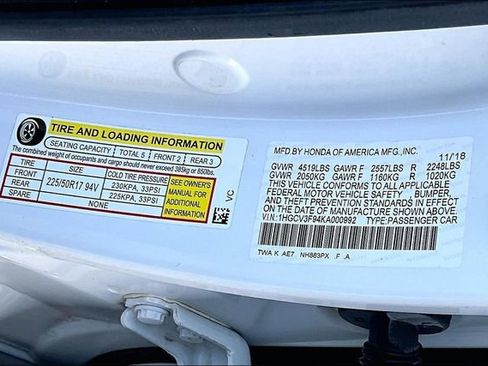 TIRE AND LOADING INFORMATION
SEATING CAPACITY TOTAL 5 FRONT 2 REAR 3
The combined weight of occupants and cargo should never exceed 385kg or 850lbs.
TIRE SIZE COLD TIRE PRESSURE
FRONT 225/50R17 94V 230KPA, 33PSI
REAR 225KPA, 33PSI
SPARE NONE
SEE OWNER'S
MANUAL FOR
ADDITIONAL
INFORMATION
VC
MFD. BY HONDA OF AMERICA MFG., INC. 11/18
GVWR 4519LBS GAWR F 2557LBS R 2248LBS
GVWR 2050KG GAWR F 1160KG R 1020KG
THIS VEHICLE CONFORMS TO ALL APPLICABLE
FEDERAL MOTOR VEHICLE SAFETY, BUMPER,
AND THEFT PREVENTION STANDARDS IN EFFECT
ON THE DATE OF MANUFACTURE SHOWN ABOVE.
V.I.N:1HGCV3F94KA000992 TYPE:PASSENGER CAR
TWA K AE7 NH883PX .F .A